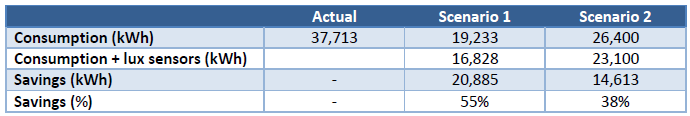 Actual Scenario 1 Scenario 2
Consumption (kWh) 37,713 19,233 26,400
Consumption + lux sensors (kWh) 16,828 23,100
Savings (kWh) - 20,885 14,613
Savings (%) - 55% 38%